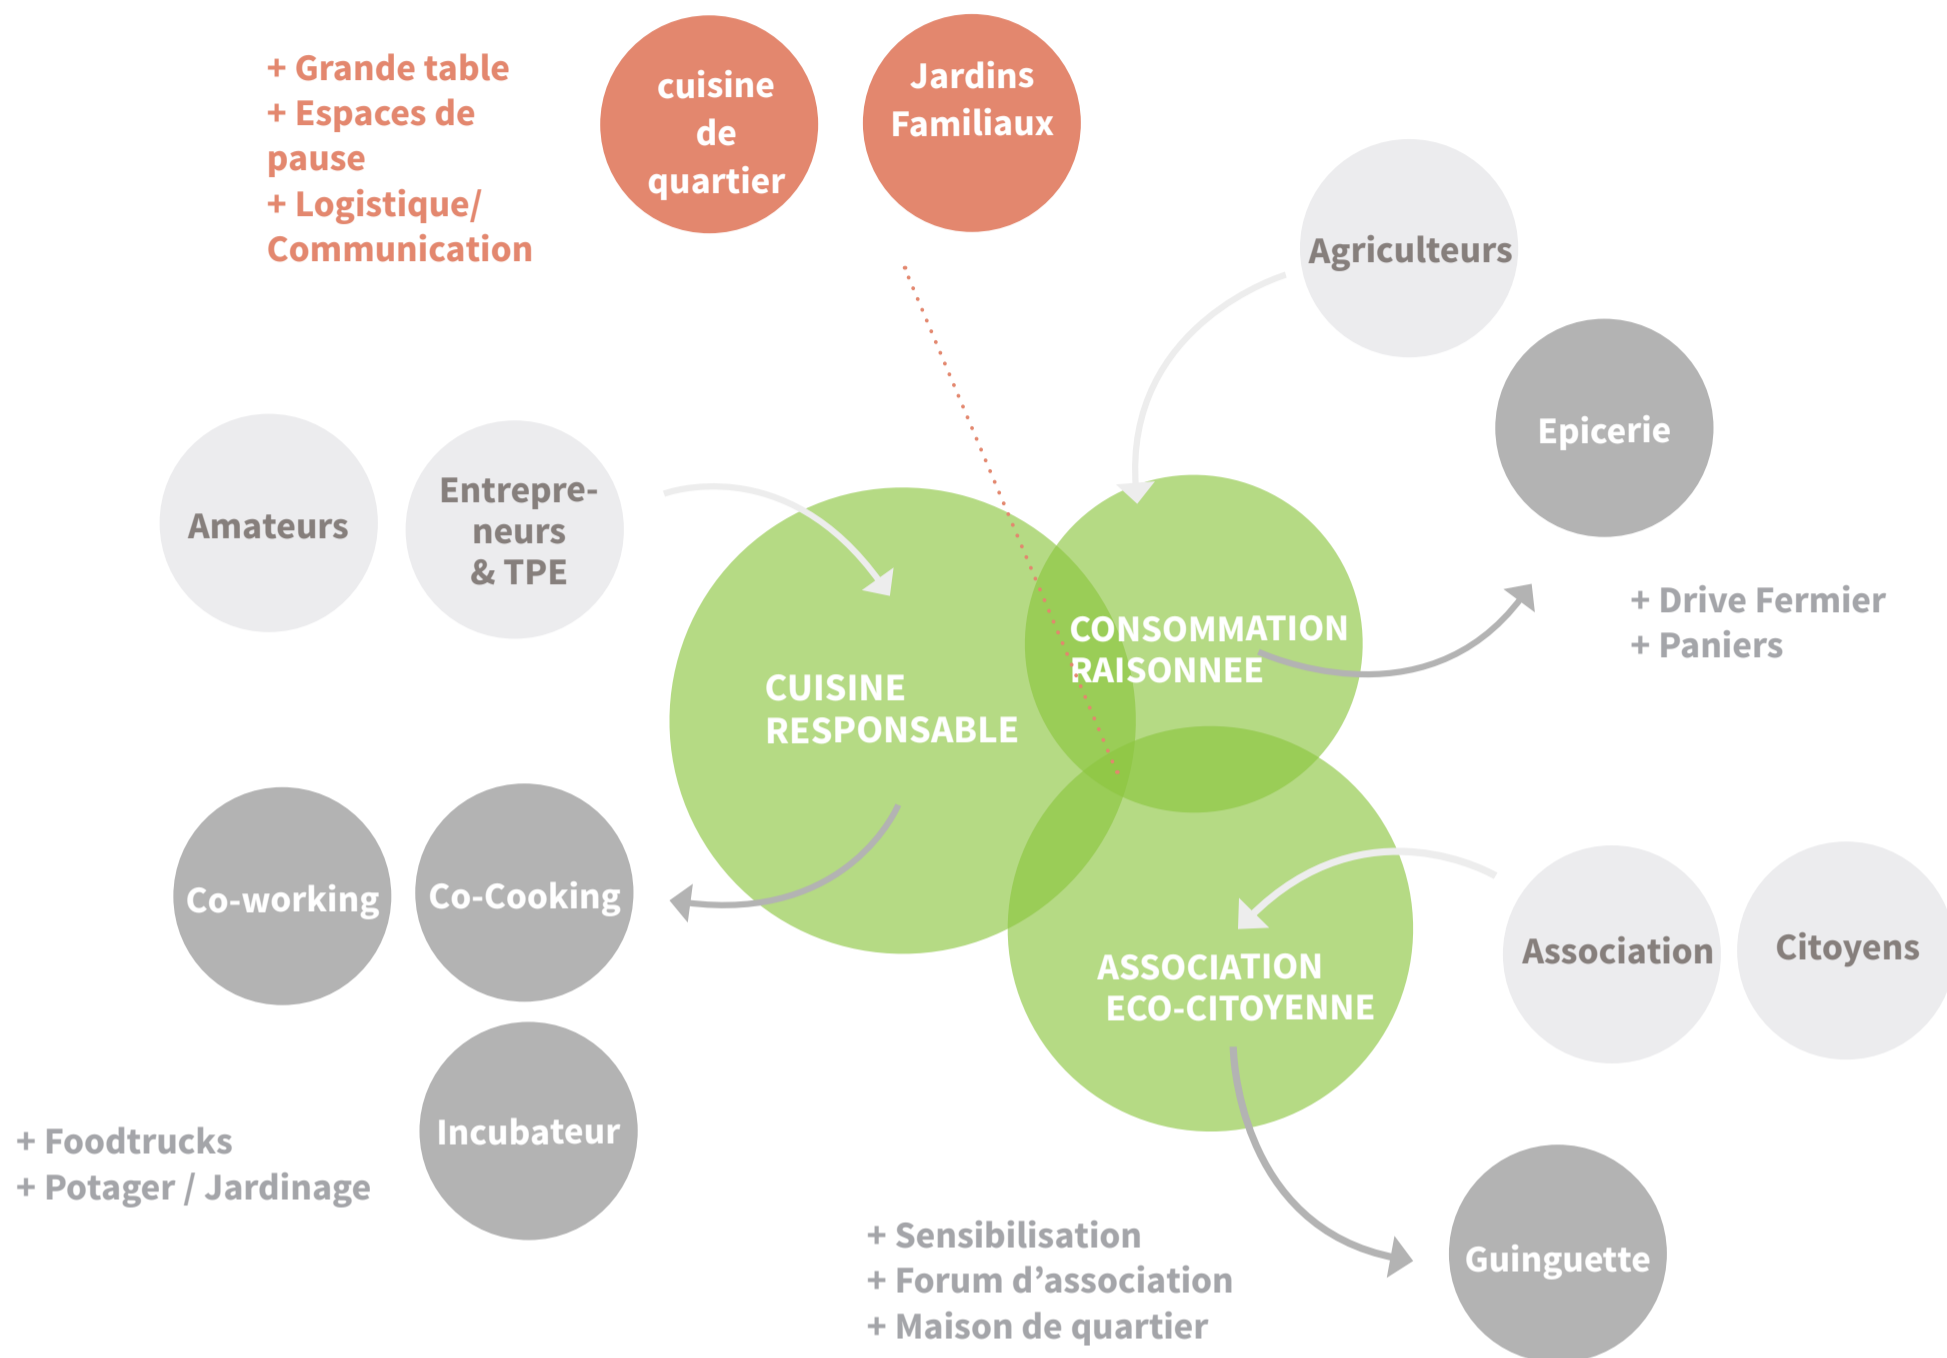 + Grande table
+ Espaces de
pause
+ Logistique/
Communication
cuisine
de
quartier
Jardins
Familiaux
Agriculteurs
Epicerie
+ Drive Fermier
+ Paniers
Amateurs
Entrepre-
neurs
& TPE
CONSOMMATION
RAISONNEE
CUISINE
RESPONSABLE
Co-working
Co-Cooking
Incubateur
+ Foodtrucks
+ Potager / Jardinage
ASSOCIATION
ECO-CITOYENNE
Association
Citoyens
+ Sensibilisation
+ Forum d’association
+ Maison de quartier
Guinguette